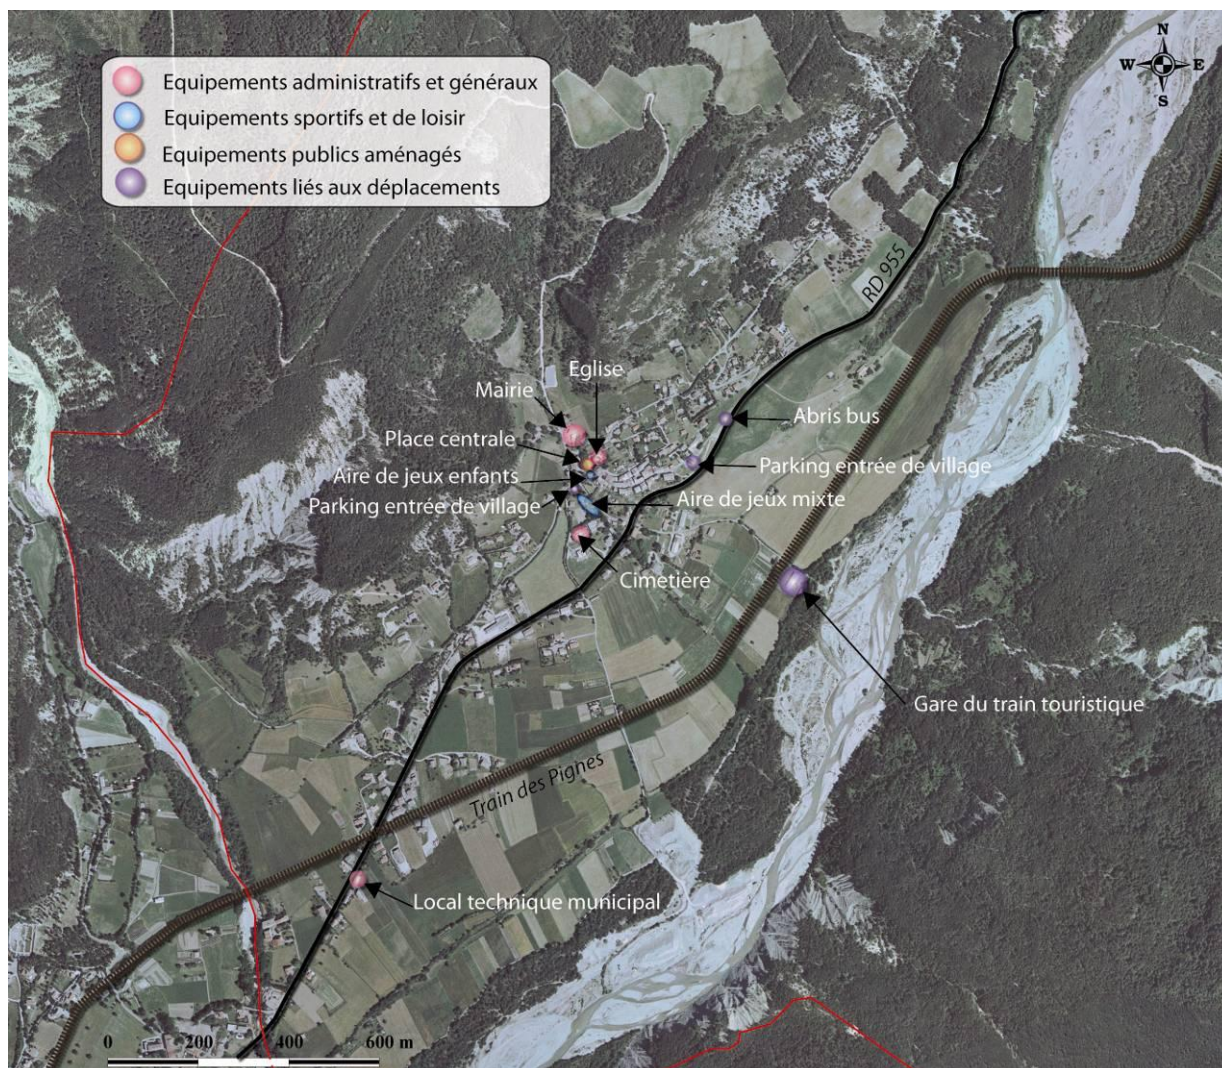 N
W E
S
Equipements administratifs et généraux
Equipements sportifs et de loisir
Equipements publics aménagés
Equipements liés aux déplacements
RD 955
Eglise
Mairie
Abris bus
Place centrale
Parking entrée de village
Aire de jeux enfants
Parking entrée de village
Aire de jeux mixte
Cimetière
Gare du train touristique
Train des Pignes
Local technique municipal
0 200 400 600 m